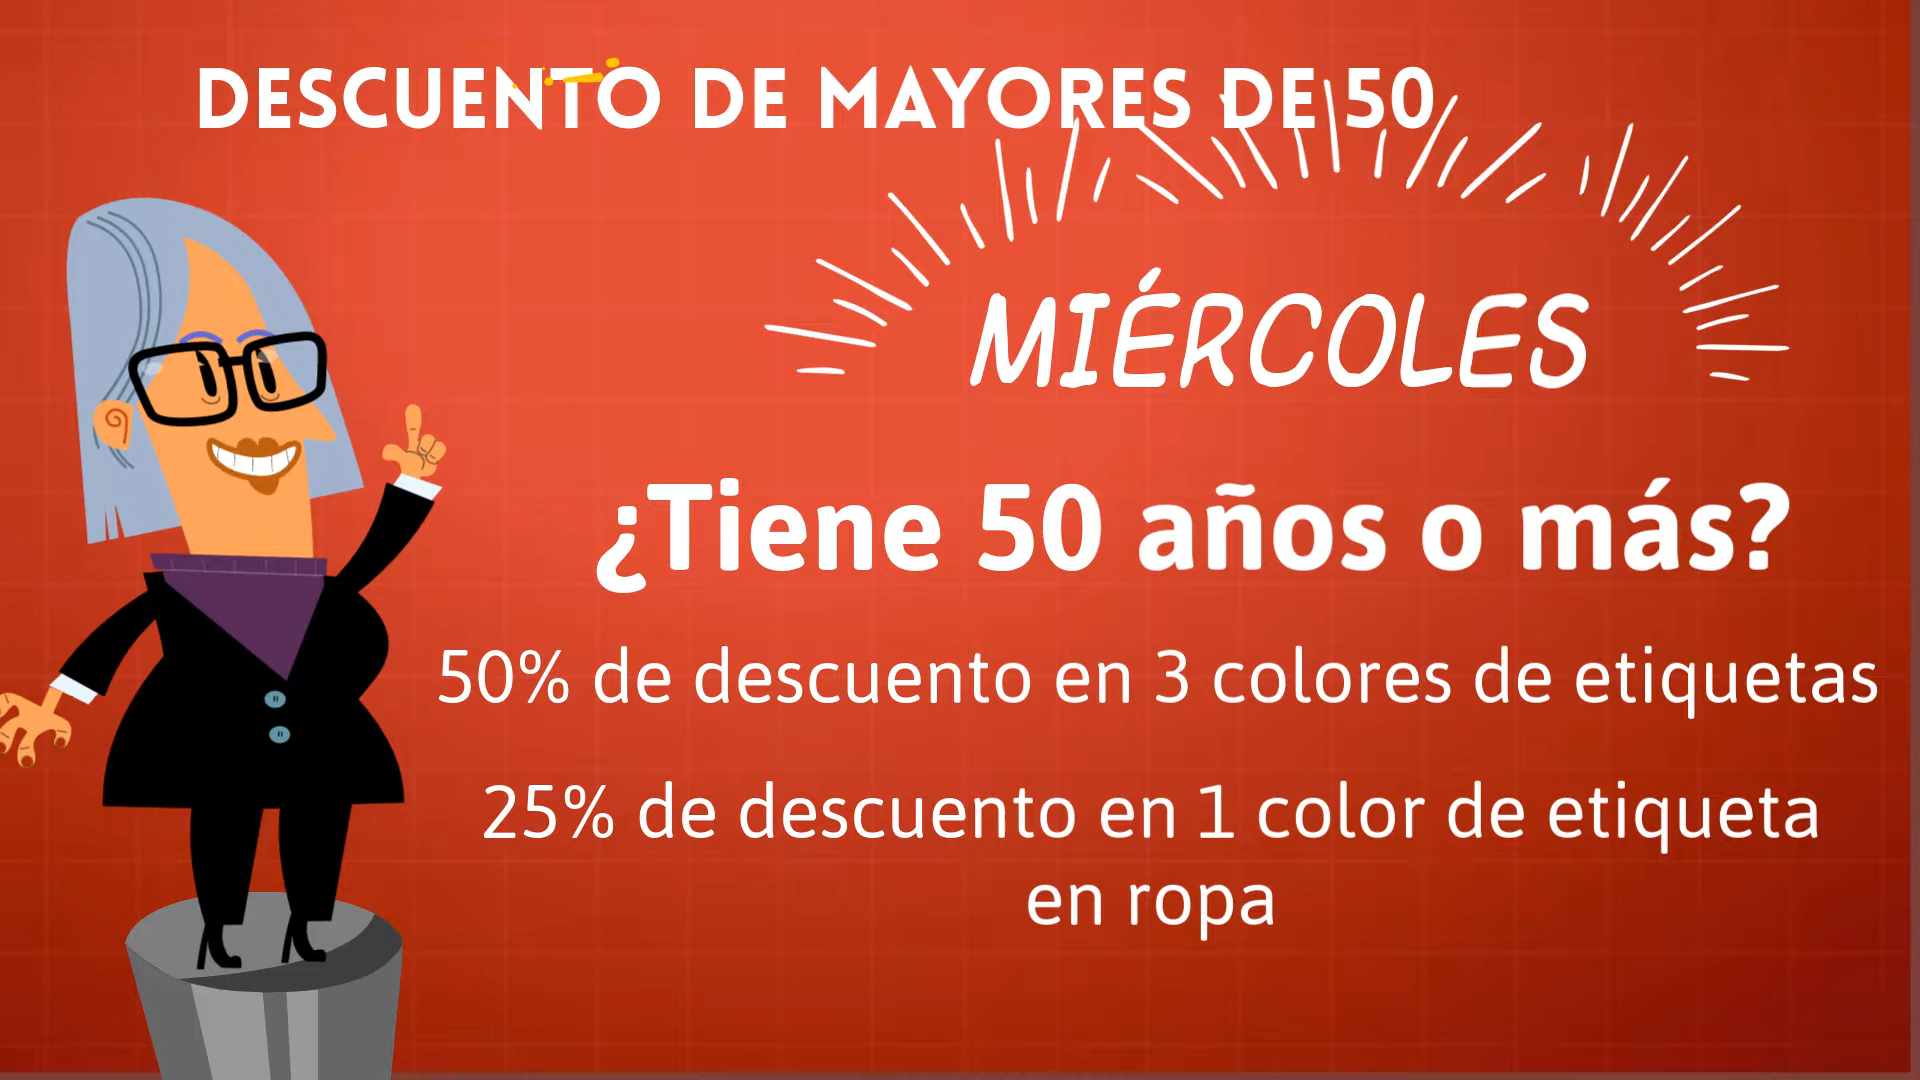 DESCUENTO DE MAYORES DE 50
MIÉRCOLES
¿Tiene 50 años o más?
50% de descuento en 3 colores de etiquetas
25% de descuento en 1 color de etiqueta
en ropa